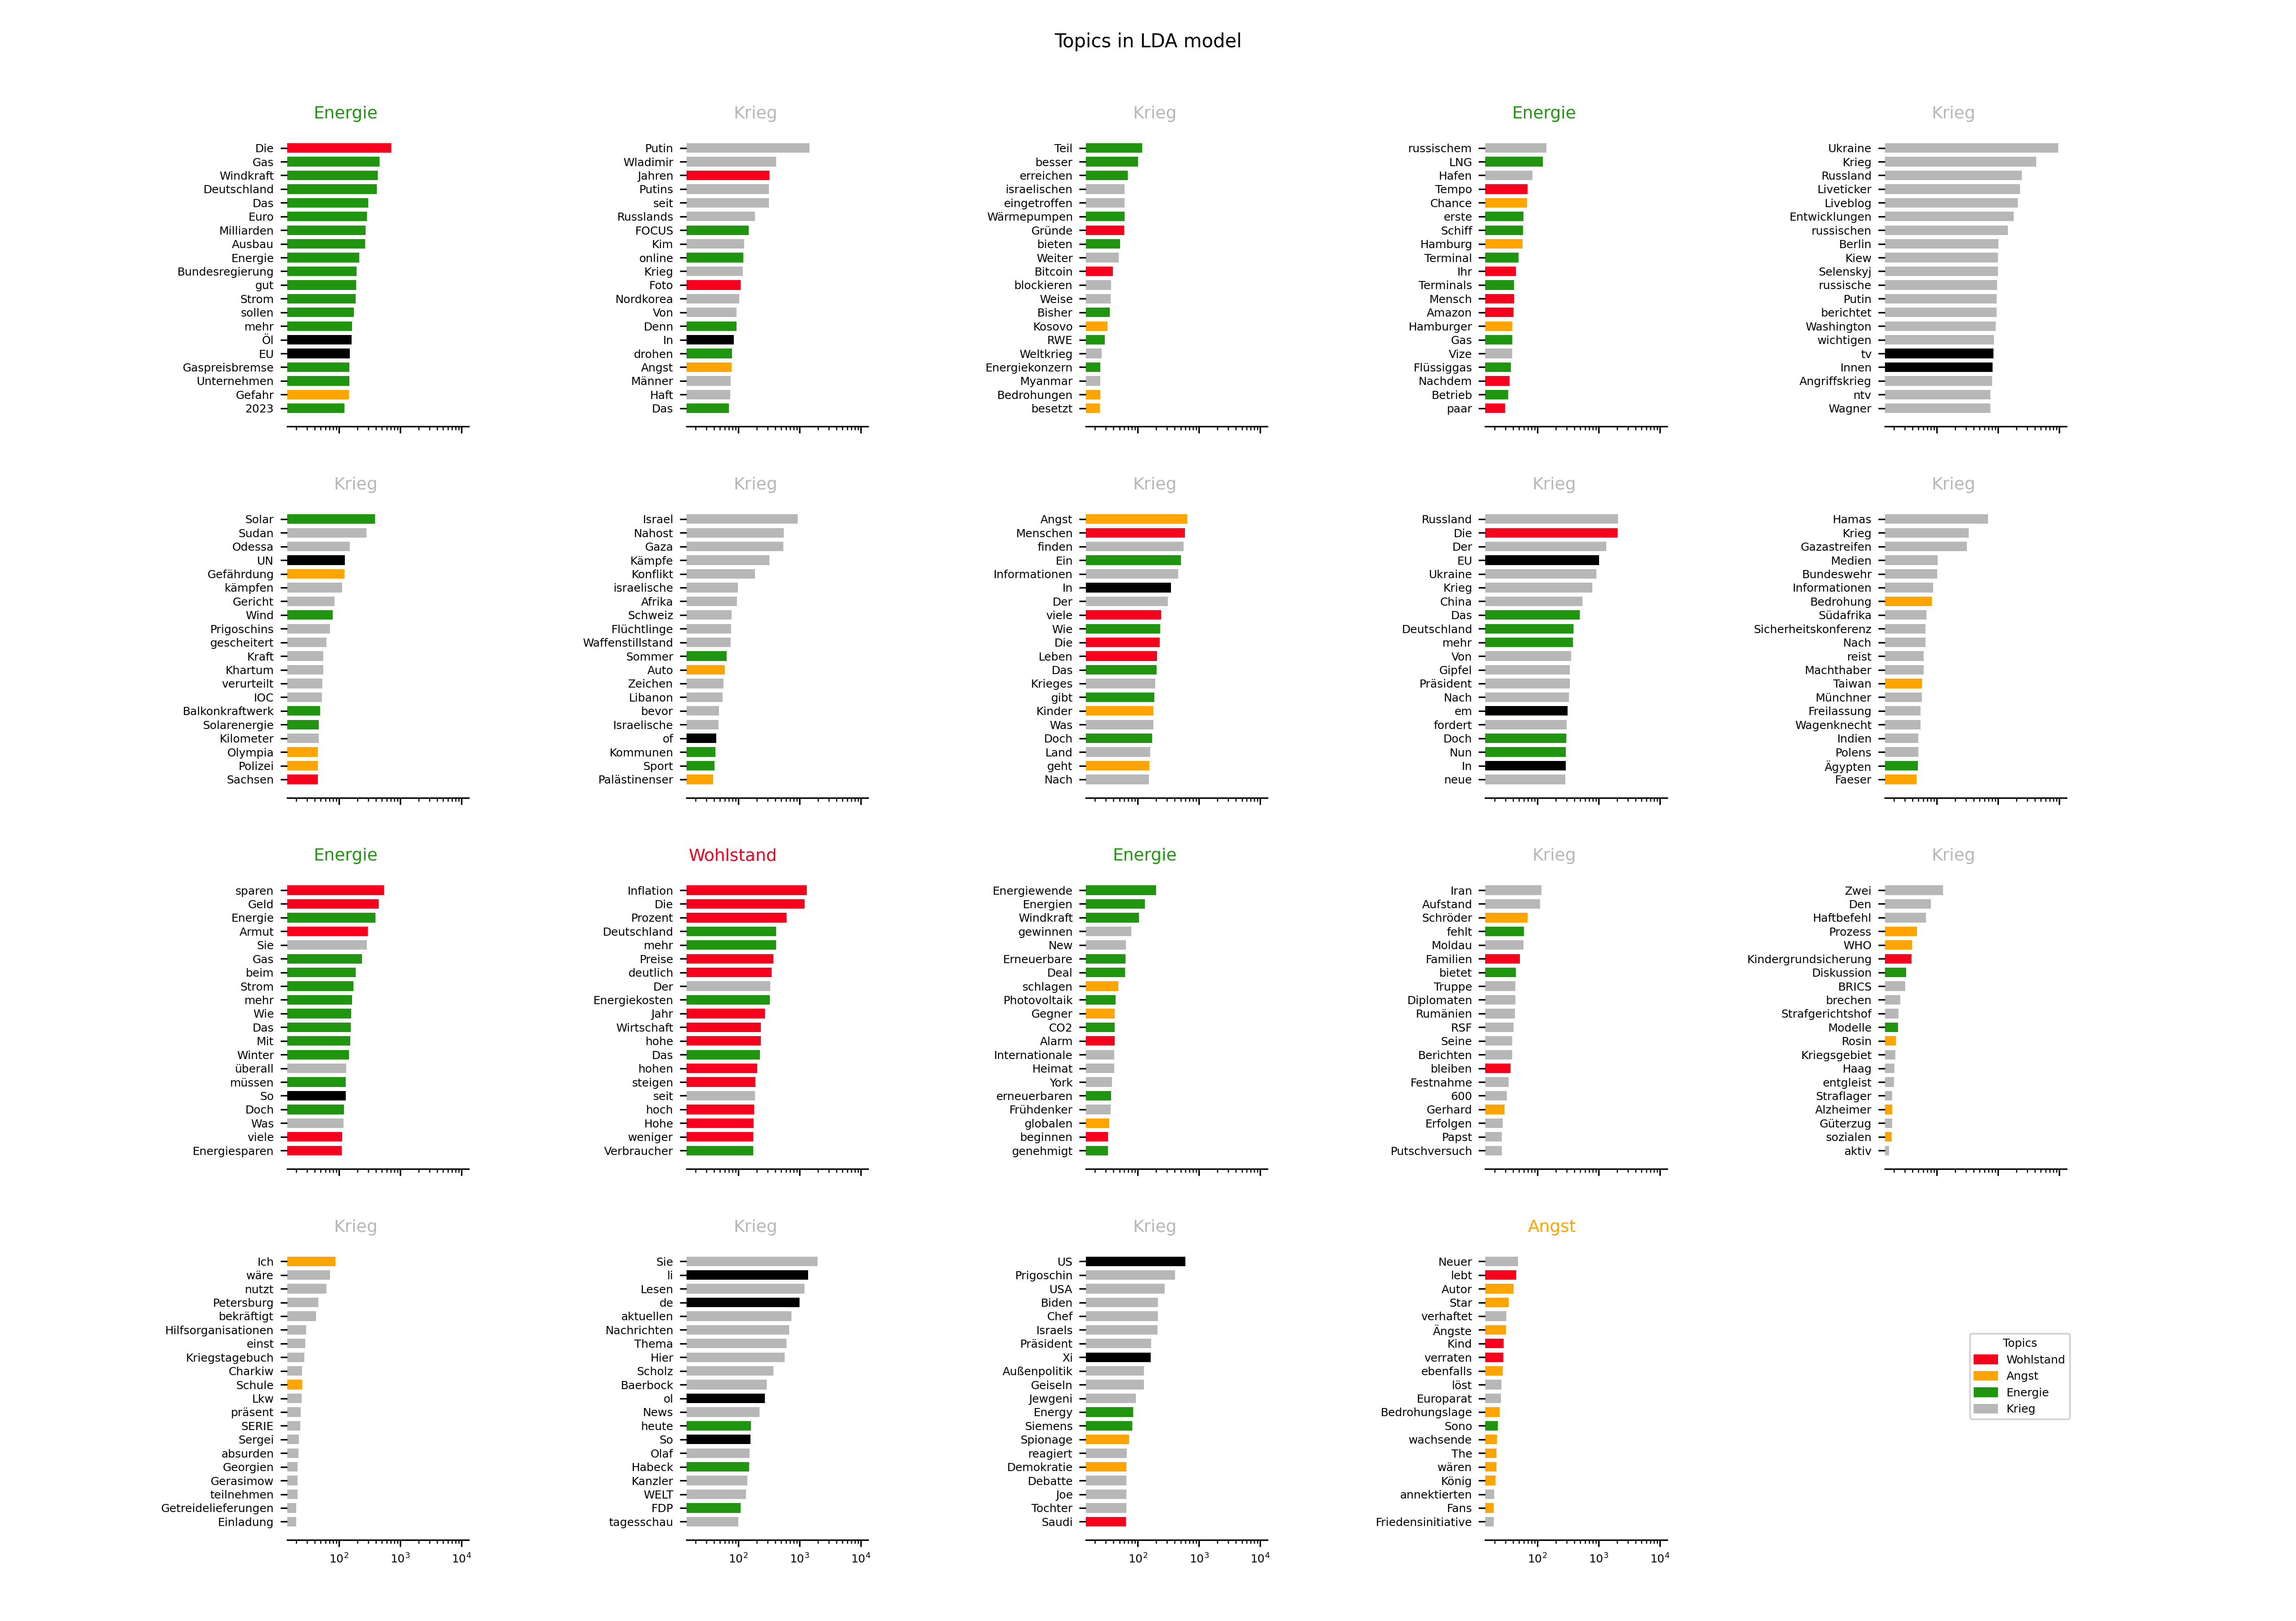 Topics in LDA model
Energie
Die
Gas
Windkraft
Deutschland
Das
Euro
Milliarden
Ausbau
Energie
Bundesregierung
gut
Strom
sollen
mehr
Öl
EU
Gaspreisbremse
Unternehmen
Gefahr
2023
Krieg
Putin
Wladimir
Jahren
Putins
seit
Russlands
FOCUS
Kim
online
Krieg
Foto
Nordkorea
Von
Denn
In
drohen
Angst
Männer
Haft
Das
Krieg
Teil
besser
erreichen
israelischen
eingetroffen
Wärmepumpen
Gründe
bieten
Weiter
Bitcoin
blockieren
Weise
Bisher
Kosovo
RWE
Weltkrieg
Energiekonzern
Myanmar
Bedrohungen
besetzt
Energie
russischem
LNG
Hafen
Tempo
Chance
erste
Schiff
Hamburg
Terminal
Ihr
Terminals
Mensch
Amazon
Hamburger
Gas
Vize
Flüssiggas
Nachdem
Betrieb
paar
Krieg
Ukraine
Krieg
Russland
Liveticker
Liveblog
Entwicklungen
russischen
Berlin
Kiew
Selenskyj
russische
Putin
berichtet
Washington
wichtigen
tv
Innen
Angriffskrieg
ntv
Wagner
Krieg
Solar
Sudan
Odessa
UN
Gefährdung
kämpfen
Gericht
Wind
Prigoschins
gescheitert
Kraft
Khartum
verurteilt
IOC
Balkonkraftwerk
Solarenergie
Kilometer
Olympia
Polizei
Sachsen
Krieg
Israel
Nahost
Gaza
Kämpfe
Konflikt
israelische
Afrika
Schweiz
Flüchtlinge
Waffenstillstand
Sommer
Auto
Zeichen
Libanon
bevor
Israelische
of
Kommunen
Sport
Palästinenser
Krieg
Angst
Menschen
finden
Ein
Informationen
In
Der
viele
Wie
Die
Leben
Das
Krieges
gibt
Kinder
Was
Doch
Land
geht
Nach
Krieg
Russland
Die
Der
EU
Ukraine
Krieg
China
Das
Deutschland
mehr
Von
Gipfel
Präsident
Nach
em
fordert
Doch
Nun
In
neue
Krieg
Hamas
Krieg
Gazastreifen
Medien
Bundeswehr
Informationen
Bedrohung
Südafrika
Sicherheitskonferenz
Nach
reist
Machthaber
Taiwan
Münchner
Freilassung
Wagenknecht
Indien
Polens
Ägypten
Faeser
Energie
sparen
Geld
Energie
Armut
Sie
Gas
beim
Strom
mehr
Wie
Das
Mit
Winter
überall
müssen
So
Doch
Was
viele
Energiesparen
Wohlstand
Inflation
Die
Prozent
Deutschland
mehr
Preise
deutlich
Der
Energiekosten
Jahr
Wirtschaft
hohe
Das
hohen
steigen
seit
hoch
Hohe
weniger
Verbraucher
Energie
Energiewende
Energien
Windkraft
gewinnen
New
Erneuerbare
Deal
schlagen
Photovoltaik
Gegner
CO2
Alarm
Internationale
Heimat
York
erneuerbaren
Frühdenker
globalen
beginnen
genehmigt
Krieg
Iran
Aufstand
Schröder
fehlt
Moldau
Familien
bietet
Truppe
Diplomaten
Rumänien
RSF
Seine
Berichten
bleiben
Festnahme
600
Gerhard
Erfolgen
Papst
Putschversuch
Krieg
Zwei
Den
Haftbefehl
Prozess
WHO
Kindergrundsicherung
Diskussion
BRICS
brechen
Strafgerichtshof
Modelle
Rosin
Kriegsgebiet
Haag
entgleist
Straflager
Alzheimer
Güterzug
sozialen
aktiv
Krieg
Ich
wäre
nutzt
Petersburg
bekräftigt
Hilfsorganisationen
einst
Kriegstagebuch
Charkiw
Schule
Lkw
präsent
SERIE
Sergei
absurden
Georgien
Gerasimow
teilnehmen
Getreidelieferungen
Einladung
10² 10³ 10⁴
Krieg
Sie
li
Lesen
de
aktuellen
Nachrichten
Thema
Hier
Scholz
Baerbock
ol
News
heute
So
Olaf
Habeck
Kanzler
WELT
FDP
tagesschau
10² 10³ 10⁴
Krieg
US
Prigoschin
USA
Biden
Chef
Israels
Präsident
Xi
Außenpolitik
Geiseln
Jewgeni
Energy
Siemens
Spionage
reagiert
Demokratie
Debatte
Joe
Tochter
Saudi
10² 10³ 10⁴
Angst
Neuer
lebt
Autor
Star
verhaftet
Ängste
Kind
verraten
ebenfalls
löst
Europarat
Bedrohungslage
Sono
wachsende
The
wären
König
annektierten
Fans
Friedensinitiative
10² 10³ 10⁴
Topics
Wohlstand
Angst
Energie
Krieg